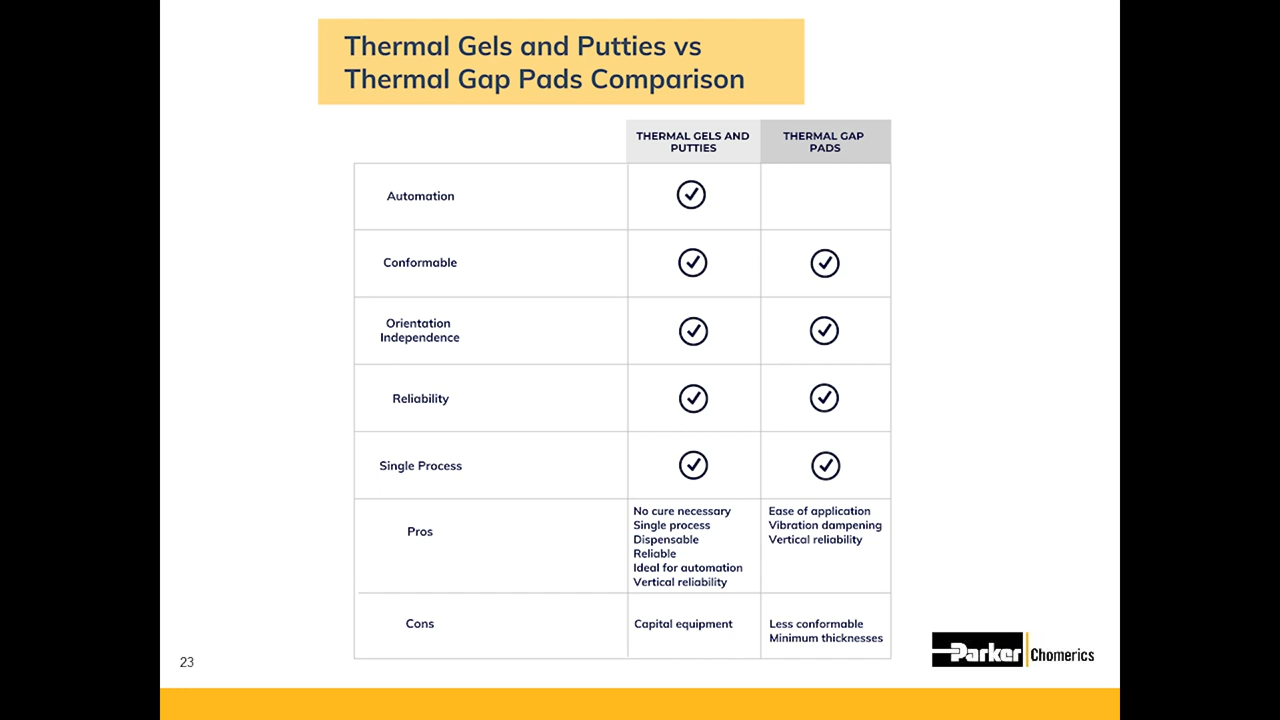 Thermal Gels and Putties vs
Thermal Gap Pads Comparison
THERMAL GELS AND
PUTTIES
THERMAL GAP
PADS
Automation
Conformable
Orientation
Independence
Reliability
Single Process
Pros
No cure necessary
Single process
Dispensable
Reliable
Ideal for automation
Vertical reliability
Ease of application
Vibration dampening
Vertical reliability
Cons
Capital equipment
Less conformable
Minimum thicknesses
23
Parker Chomerics